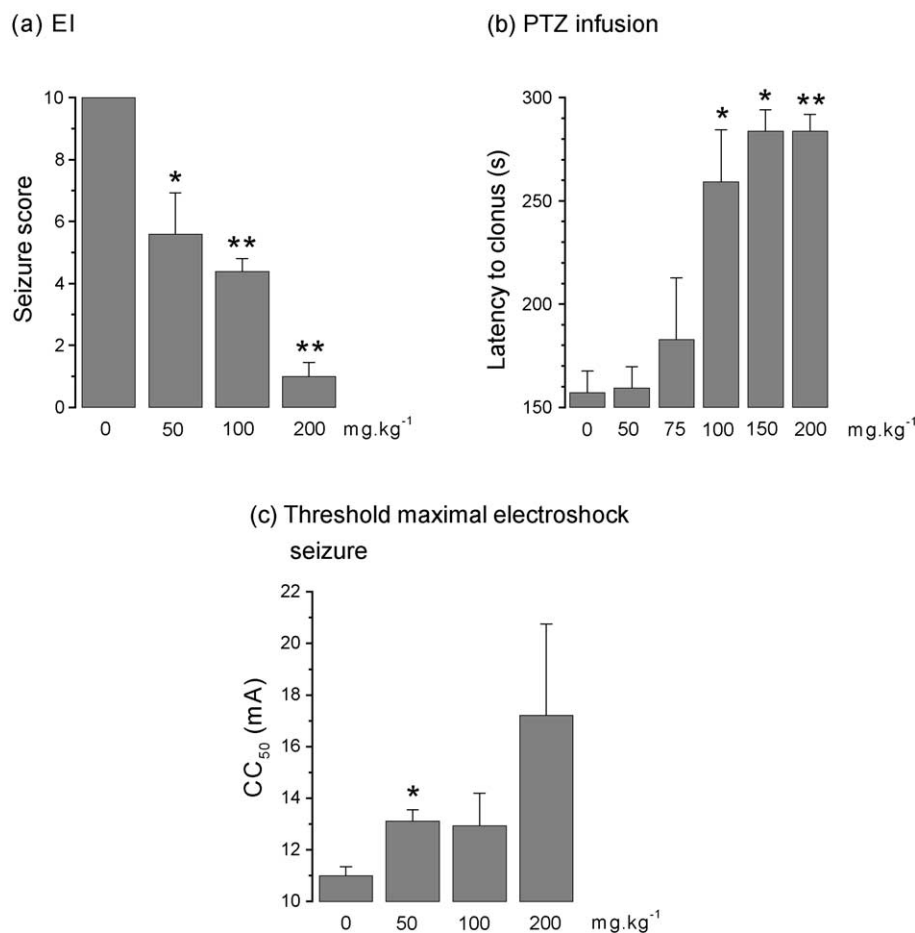 (a) EI
Seizure score
10
8
6
4
2
0
*
**
**
0 50 100 200 mg.kg⁻¹
(b) PTZ infusion
Latency to clonus (s)
300
250
200
150
* * **
0 50 75 100 150 200 mg.kg⁻¹
(c) Threshold maximal electroshock
seizure
CC₅₀ (mA)
22
20
18
16
14
12
10
*
0 50 100 200 mg.kg⁻¹